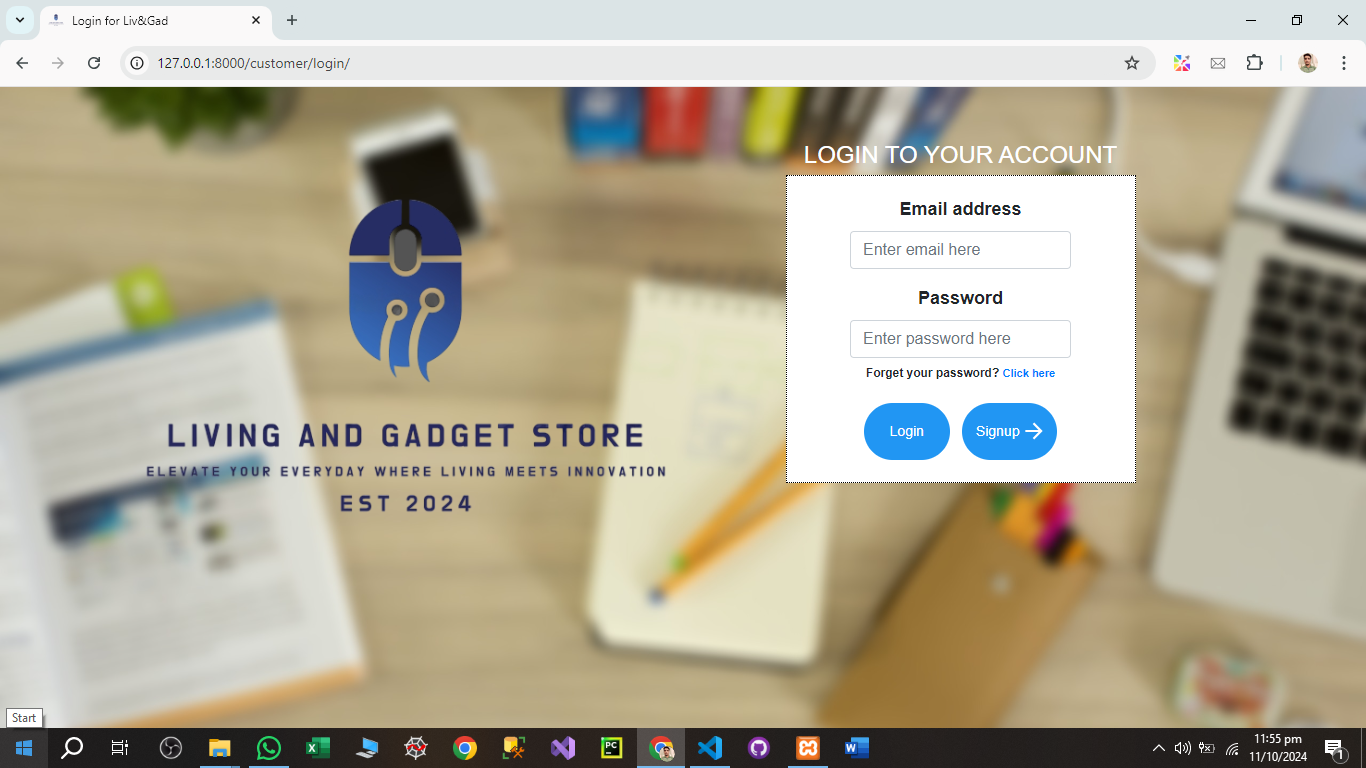 Login for Liv&Gad
127.0.0.1:8000/customer/login/
LOGIN TO YOUR ACCOUNT
Email address
Enter email here
Password
Enter password here
Forget your password? Click here
Login
Signup
LIVING AND GADGET STORE
ELEVATE YOUR EVERYDAY WHERE LIVING MEETS INNOVATION
EST 2024
Start
PC
11:55 pm
11/10/2024
1